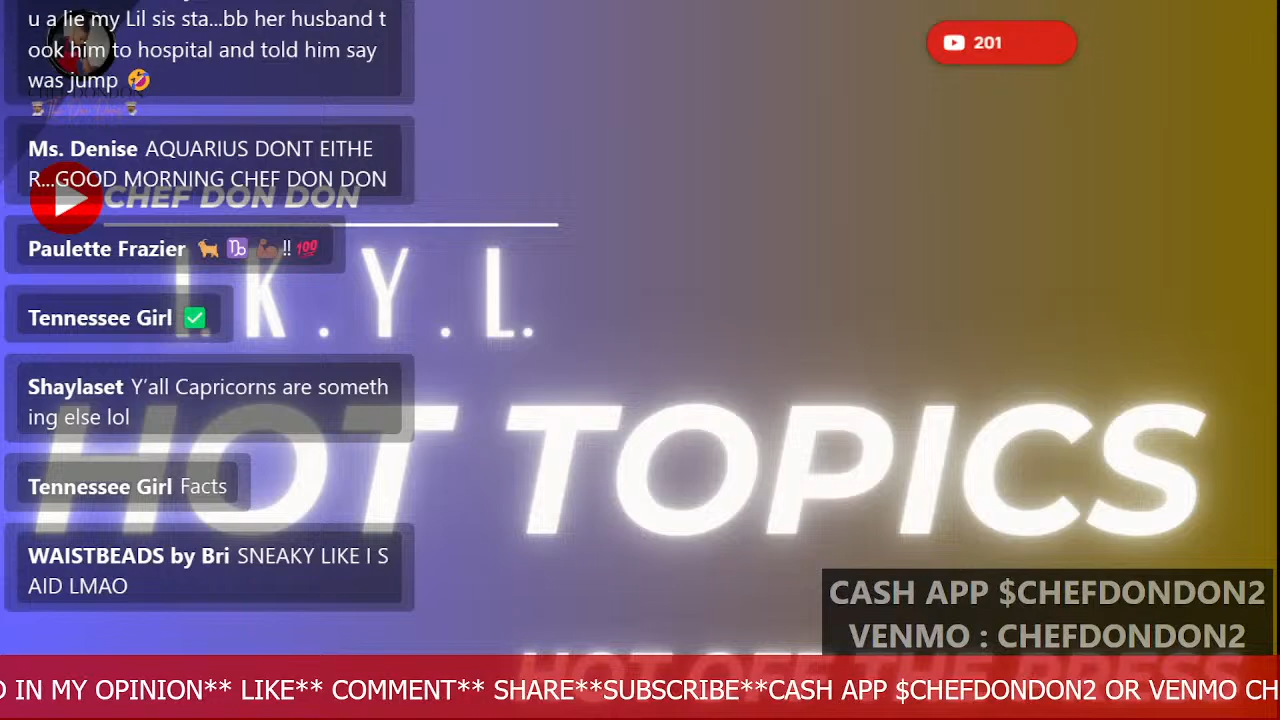 u a lie my Lil sis sta...bb her husband t
ook him to hospital and told him say
was jump 🤣
201
Ms. Denise AQUARIUS DONT EITHE
R...GOOD MORNING CHEF DON DON
CHEF DON DON
Paulette Frazier 🐕‍🦺 ♑ 💪🏾 ‼ 💯
I. K. Y. L.
Tennessee Girl ✅
Shaylaset Y’all Capricorns are someth
ing else lol
HOT TOPICS
Tennessee Girl Facts
WAISTBEADS by Bri SNEAKY LIKE I S
AID LMAO
CASH APP $CHEFDONDON2
VENMO : CHEFDONDON2
HOT OFF THE PRESS
IN MY OPINION** LIKE** COMMENT** SHARE**SUBSCRIBE**CASH APP $CHEFDONDON2 OR VENMO CH